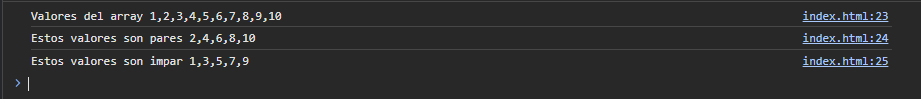 Valores del array 1,2,3,4,5,6,7,8,9,10 index.html:23
Estos valores son pares 2,4,6,8,10 index.html:24
Estos valores son impar 1,3,5,7,9 index.html:25
>